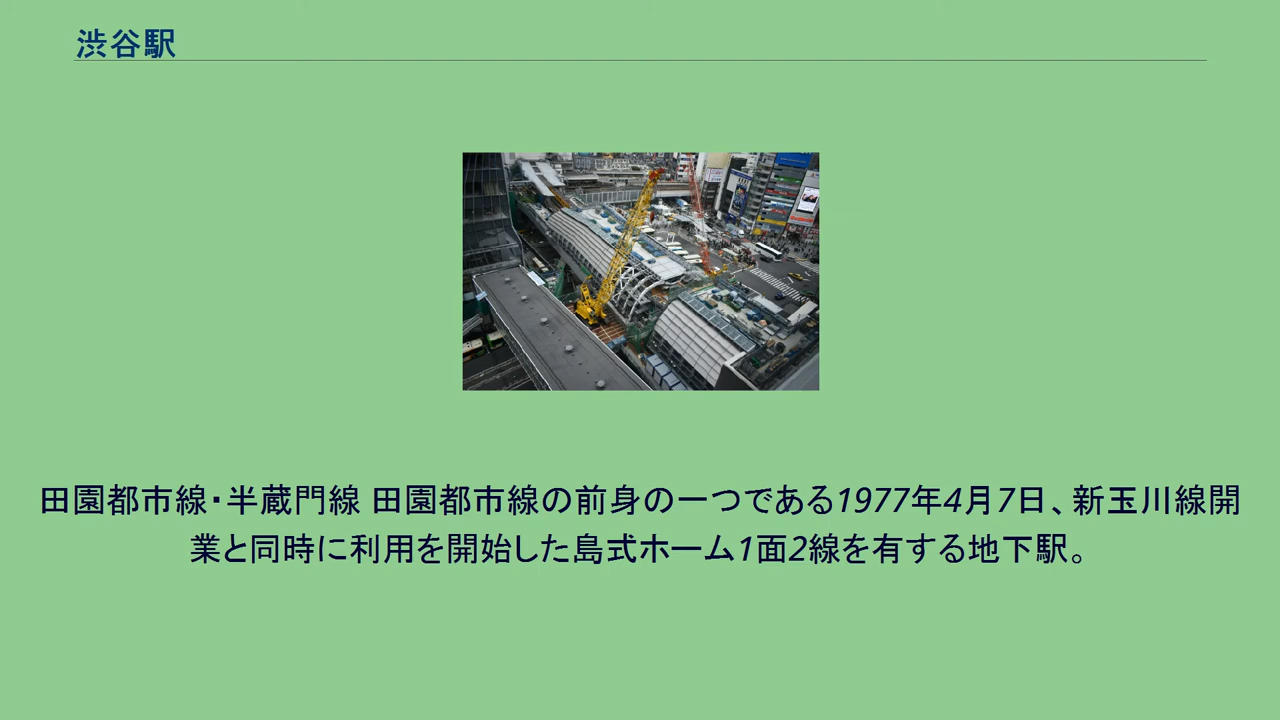 渋谷駅
田園都市線・半蔵門線 田園都市線の前身の一つである1977年4月7日、新玉川線開
業と同時に利用を開始した島式ホーム1面2線を有する地下駅。